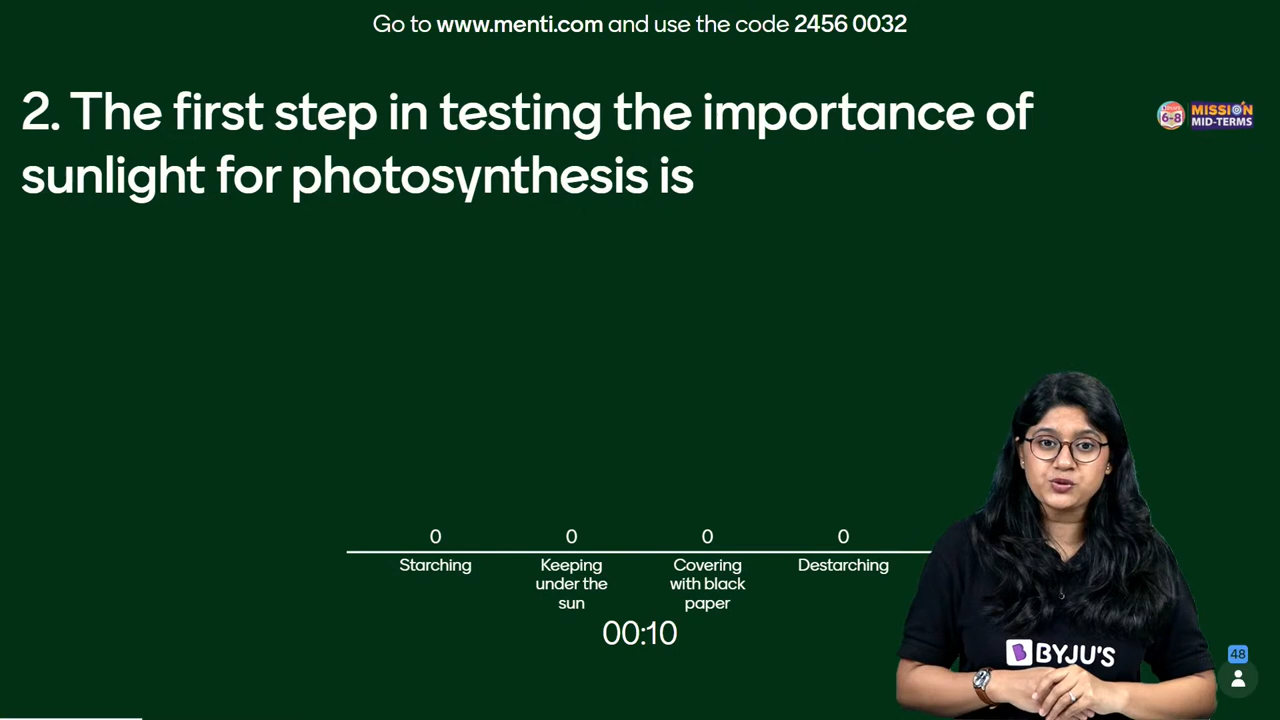 Go to www.menti.com and use the code 2456 0032
2. The first step in testing the importance of
sunlight for photosynthesis is
6-8
MISSION
MID-TERMS
0
0
0
0
Starching
Keeping
under the
sun
Covering
with black
paper
Destarching
00:10
BYJU'S
48